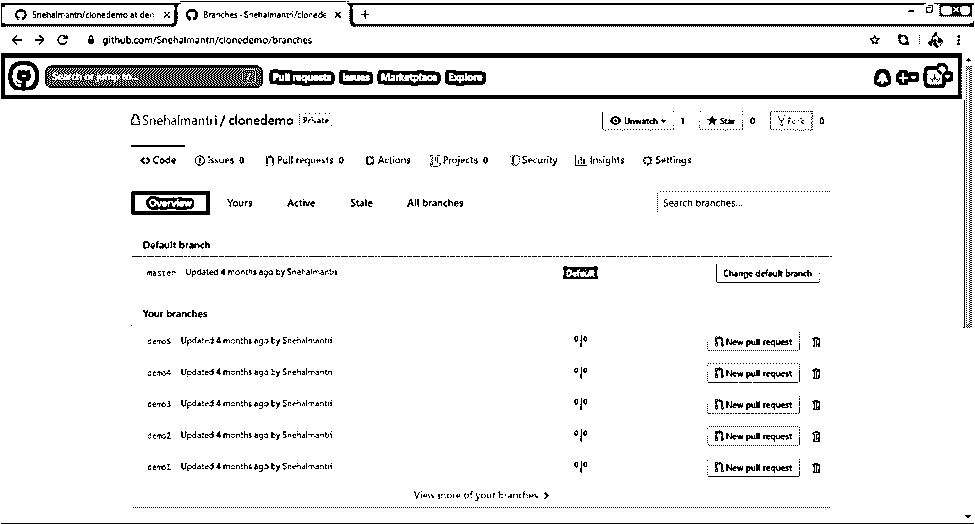 Snehalmantri/clonedemo at der
Branches - Snehalmantri/clonede
github.com/Snehalmantri/clonedemo/branches
Search or jump to... / Pull requests Issues Marketplace Explore
Snehalmantri / clonedemo Private Unwatch 1 Star 0 Fork 0
Code Issues 0 Pull requests 0 Actions Projects 0 Security Insights Settings
Overview Yours Active Stale All branches Search branches...
Default branch
master Updated 4 months ago by Snehalmantri Default Change default branch
Your branches
demo5 Updated 4 months ago by Snehalmantri 0|0 New pull request
demo4 Updated 4 months ago by Snehalmantri 0|0 New pull request
demo3 Updated 4 months ago by Snehalmantri 0|0 New pull request
demo2 Updated 4 months ago by Snehalmantri 0|0 New pull request
demo1 Updated 4 months ago by Snehalmantri 0|0 New pull request
View more of your branches